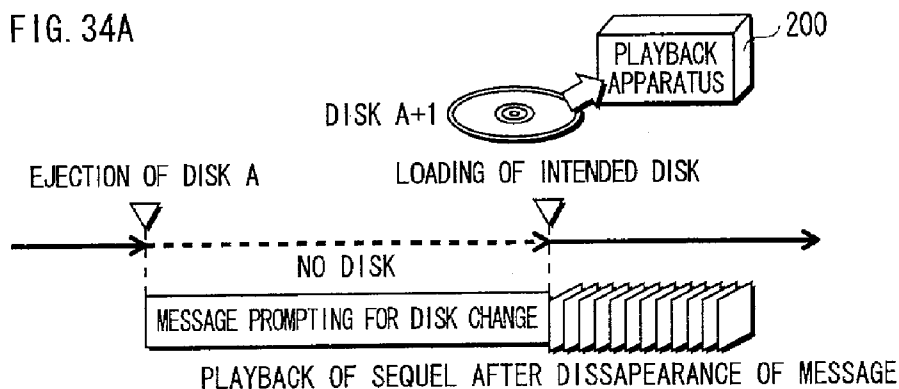 FIG. 34A
200
PLAYBACK
APPARATUS
DISK A+1
EJECTION OF DISK A
LOADING OF INTENDED DISK
NO DISK
MESSAGE PROMPTING FOR DISK CHANGE
PLAYBACK OF SEQUEL AFTER DISSAPEARANCE OF MESSAGE